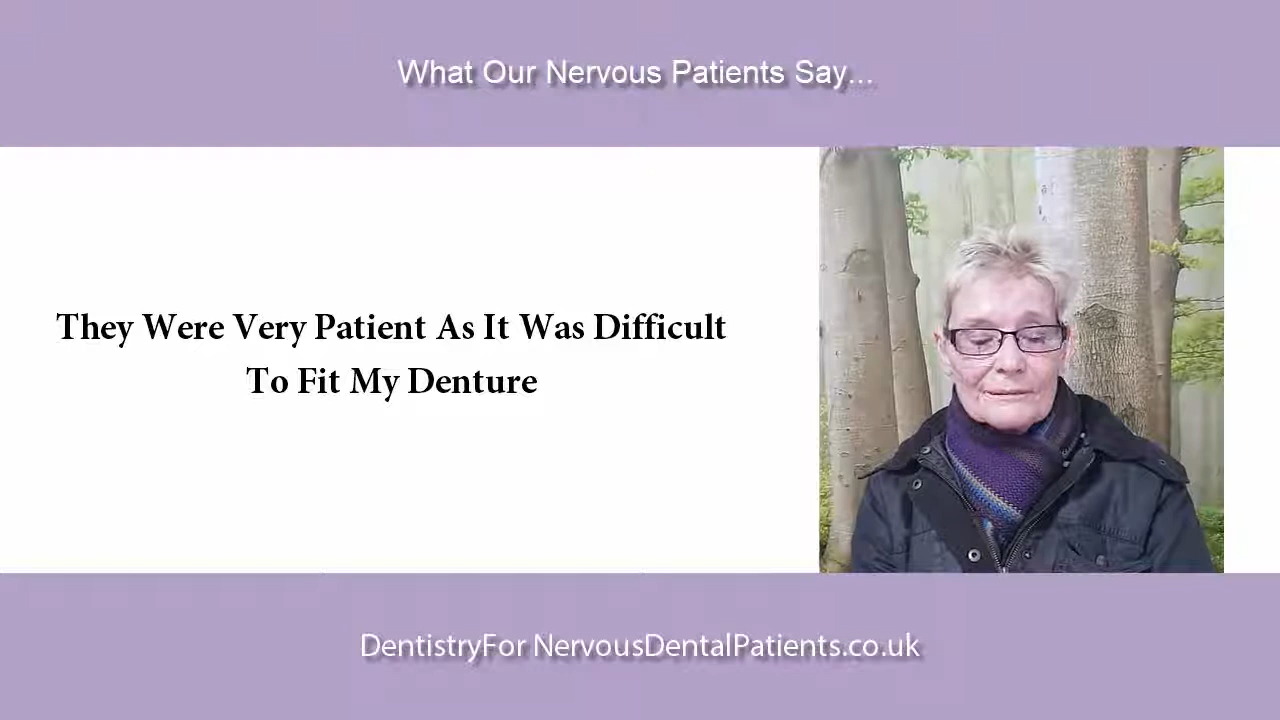 What Our Nervous Patients Say...
They Were Very Patient As It Was Difficult
To Fit My Denture
DentistryFor NervousDentalPatients.co.uk